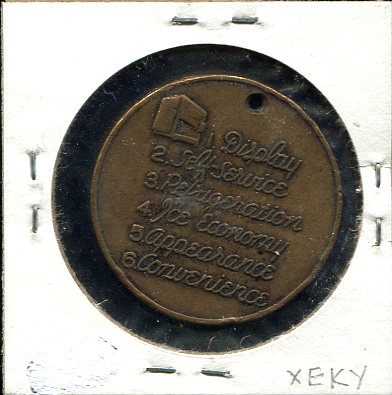 1. Display
2. Self-Service
3. Refrigeration
4. Ice Economy
5. Appearance
6. Convenience
XEKY